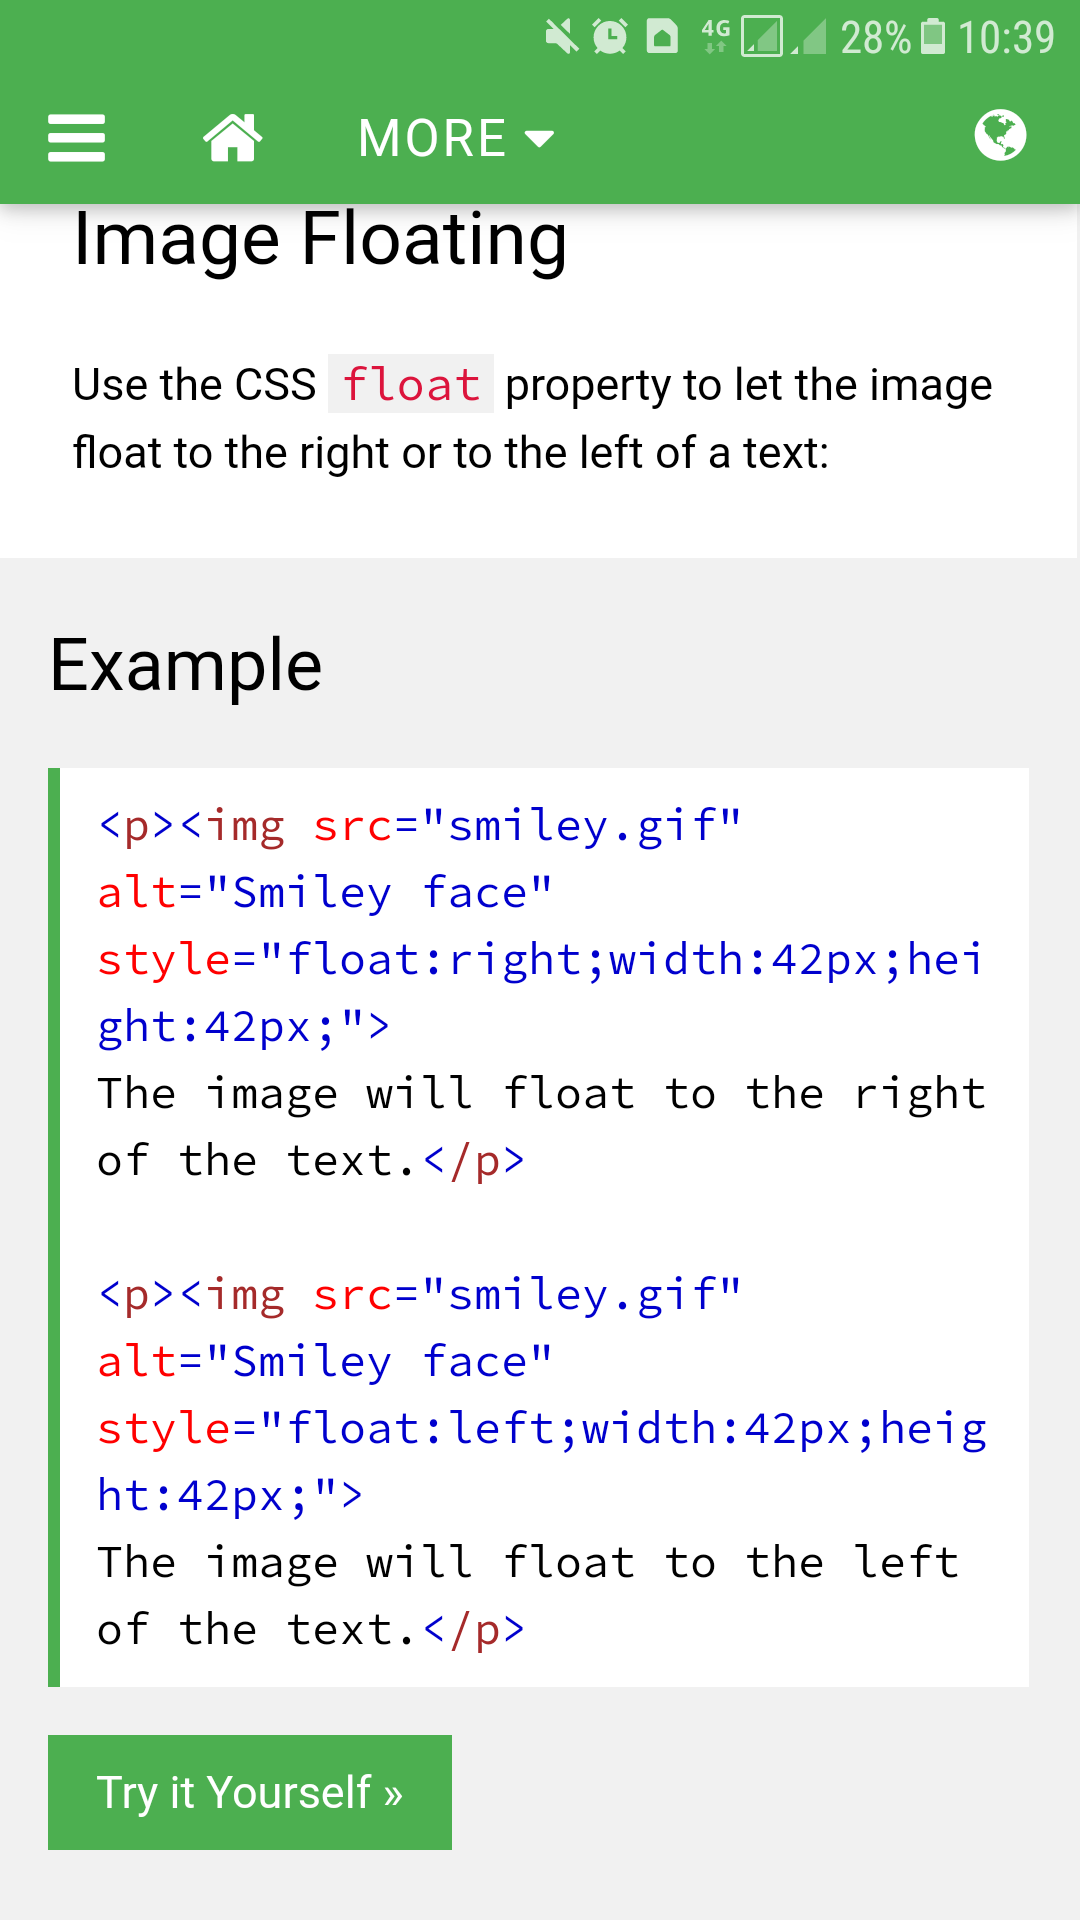 4G 28% 10:39
MORE
Image Floating
Use the CSS float property to let the image
float to the right or to the left of a text:
Example
<p><img src="smiley.gif"
alt="Smiley face"
style="float:right;width:42px;hei
ght:42px;">
The image will float to the right
of the text.</p>
<p><img src="smiley.gif"
alt="Smiley face"
style="float:left;width:42px;heig
ht:42px;">
The image will float to the left
of the text.</p>
Try it Yourself »